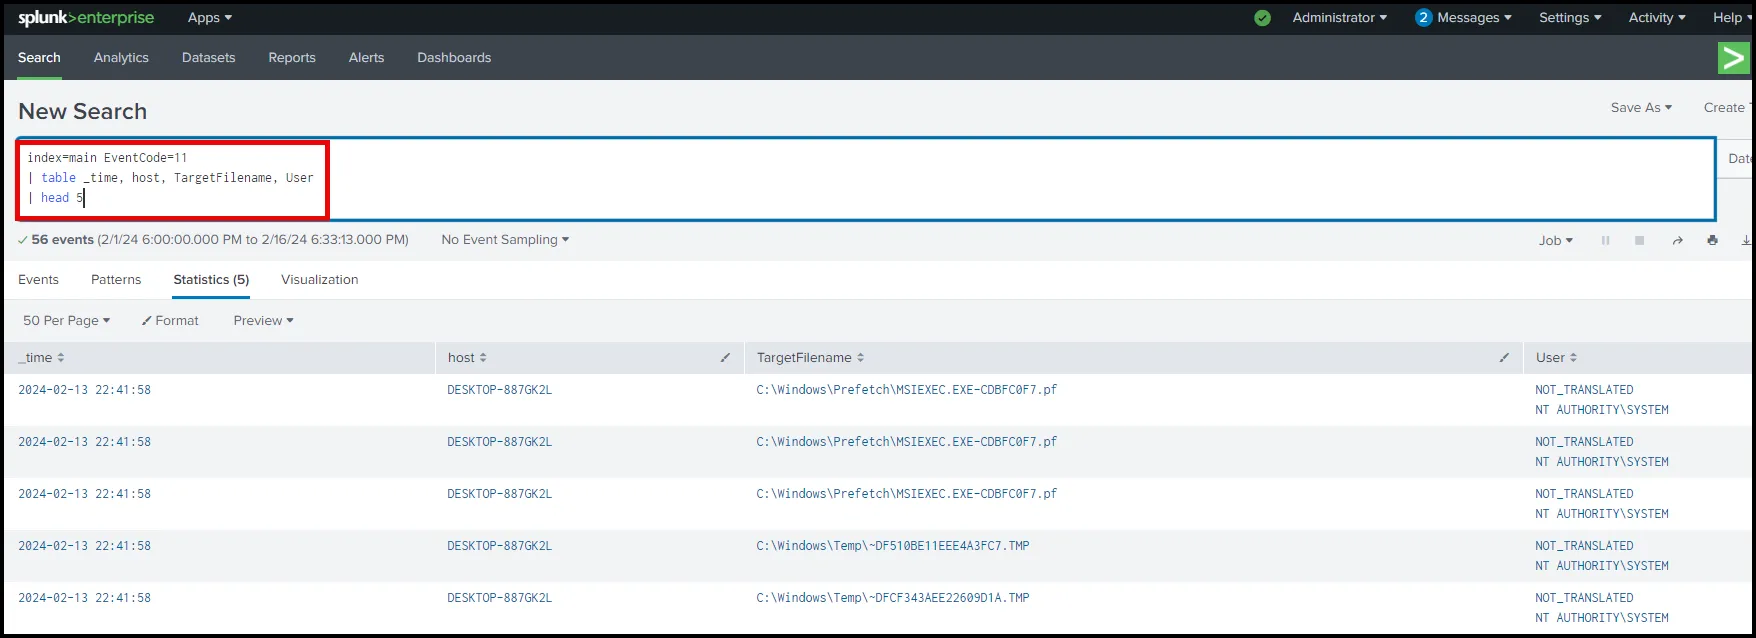 splunk>enterprise Apps Administrator 2 Messages Settings Activity Help
Search Analytics Datasets Reports Alerts Dashboards >
New Search Save As Create
index=main EventCode=11 Date
| table _time, host, TargetFilename, User
| head 5
56 events (2/1/24 6:00:00.000 PM to 2/16/24 6:33:13.000 PM) No Event Sampling Job
Events Patterns Statistics (5) Visualization
50 Per Page Format Preview
_time host TargetFilename User
2024-02-13 22:41:58 DESKTOP-887GK2L C:\Windows\Prefetch\MSIEXEC.EXE-CDBFC0F7.pf NOT_TRANSLATED
NT AUTHORITY\SYSTEM
2024-02-13 22:41:58 DESKTOP-887GK2L C:\Windows\Prefetch\MSIEXEC.EXE-CDBFC0F7.pf NOT_TRANSLATED
NT AUTHORITY\SYSTEM
2024-02-13 22:41:58 DESKTOP-887GK2L C:\Windows\Prefetch\MSIEXEC.EXE-CDBFC0F7.pf NOT_TRANSLATED
NT AUTHORITY\SYSTEM
2024-02-13 22:41:58 DESKTOP-887GK2L C:\Windows\Temp\~DF510BE11EEE4A3FC7.TMP NOT_TRANSLATED
NT AUTHORITY\SYSTEM
2024-02-13 22:41:58 DESKTOP-887GK2L C:\Windows\Temp\~DFCF343AEE22609D1A.TMP NOT_TRANSLATED
NT AUTHORITY\SYSTEM